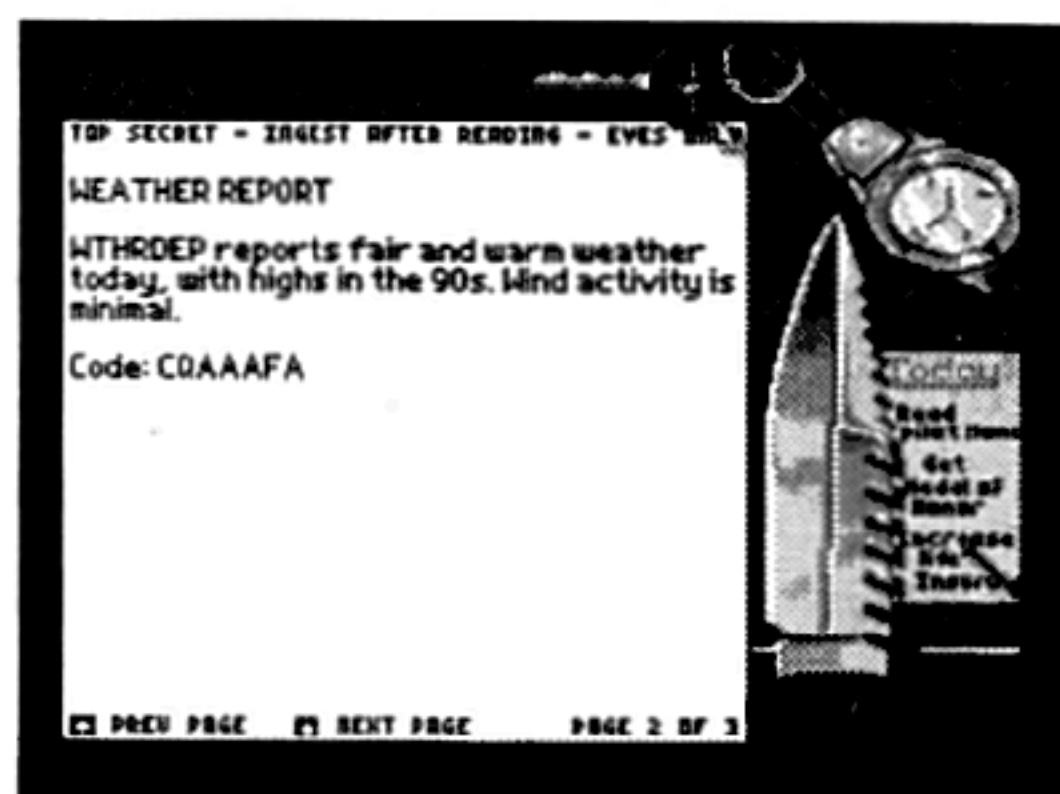 TOP SECRET - INGEST AFTER READING - EYES ONLY
WEATHER REPORT
WTHRDEP reports fair and warm weather
today, with highs in the 90s. Wind activity is
minimal.
Code: CQAAAFA
PREV PAGE NEXT PAGE PAGE 2 OF 3
Today
Read
Get
Medal of
Honor
Increase